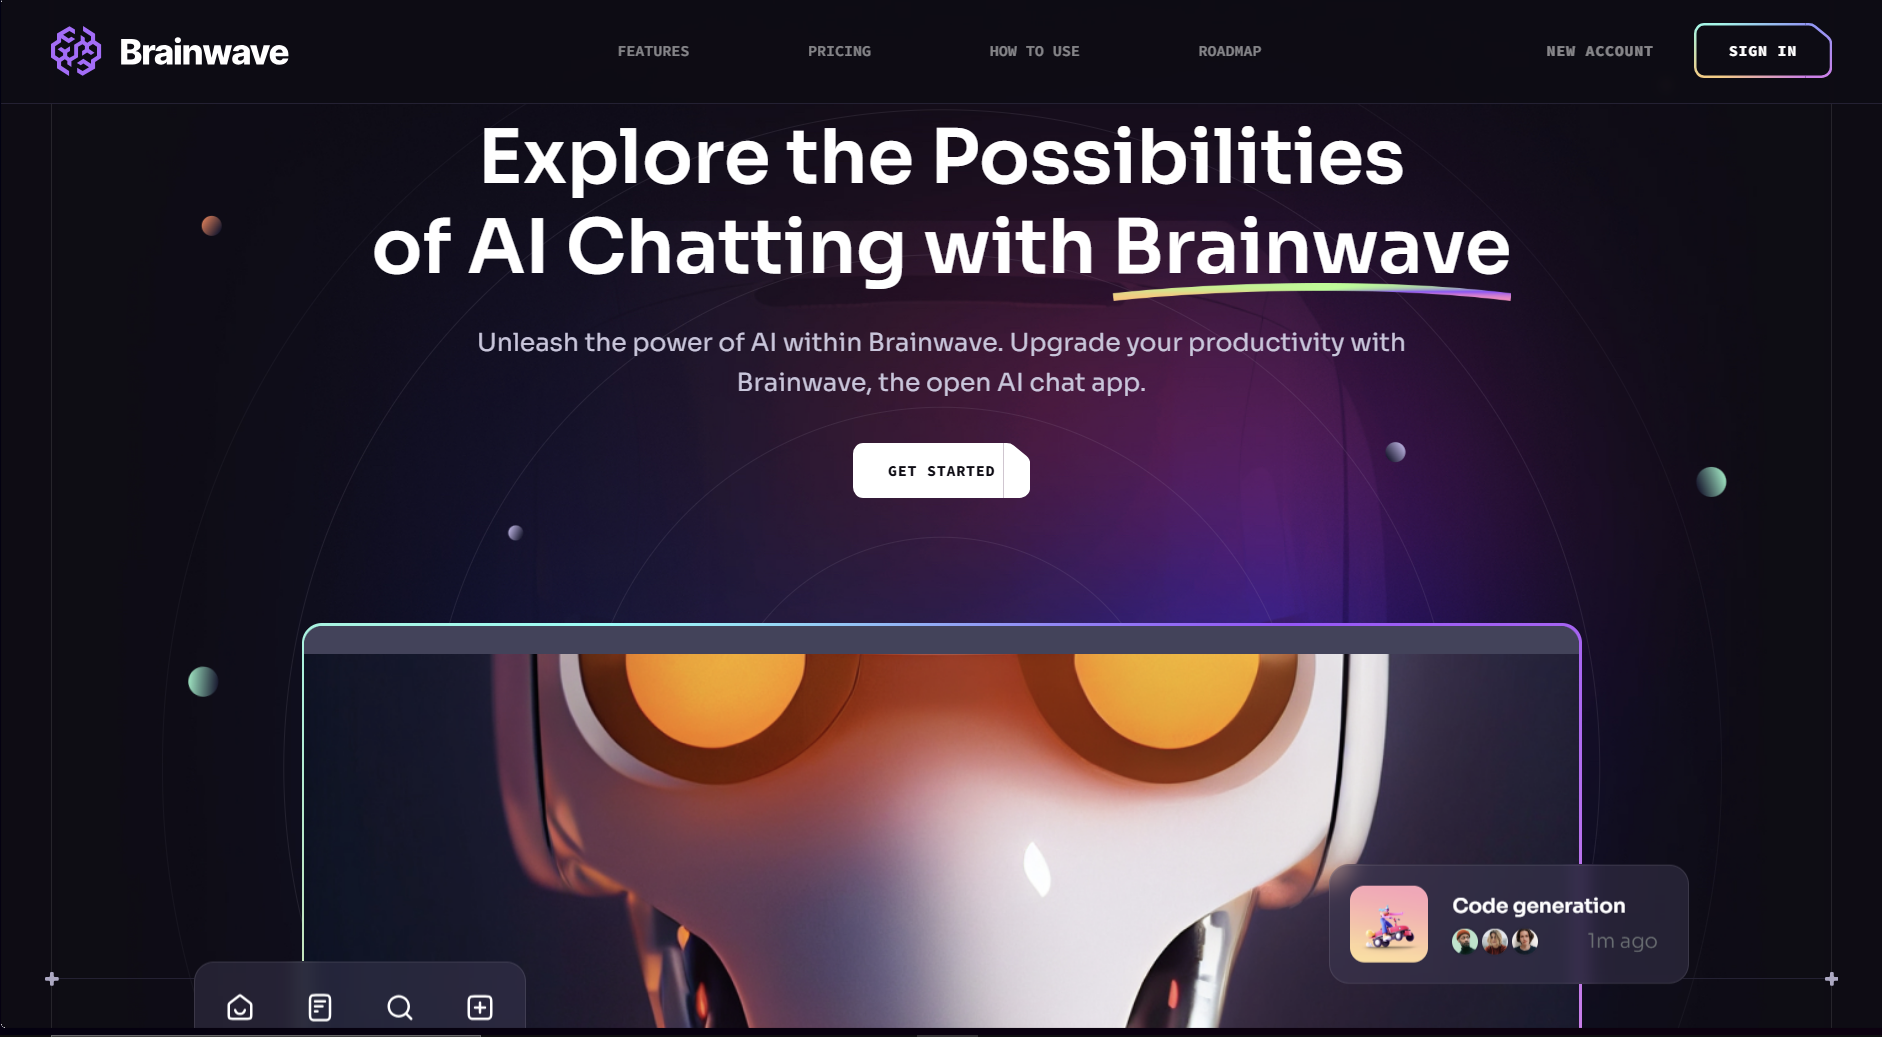 Brainwave
FEATURES
PRICING
HOW TO USE
ROADMAP
NEW ACCOUNT
SIGN IN
Explore the Possibilities
of AI Chatting with Brainwave
Unleash the power of AI within Brainwave. Upgrade your productivity with
Brainwave, the open AI chat app.
GET STARTED
Code generation
1m ago